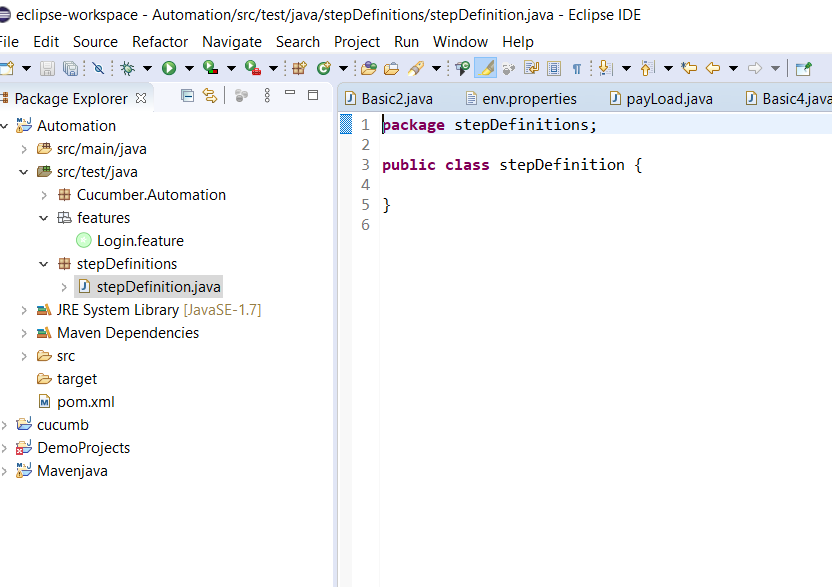 eclipse-workspace - Automation/src/test/java/stepDefinitions/stepDefinition.java - Eclipse IDE
File Edit Source Refactor Navigate Search Project Run Window Help
Package Explorer
Automation
src/main/java
src/test/java
Cucumber.Automation
features
Login.feature
stepDefinitions
stepDefinition.java
JRE System Library [JavaSE-1.7]
Maven Dependencies
src
target
pom.xml
cucumb
DemoProjects
Mavenjava
Basic2.java env.properties payLoad.java Basic4.java
1 package stepDefinitions;
2
3 public class stepDefinition {
4
5 }
6